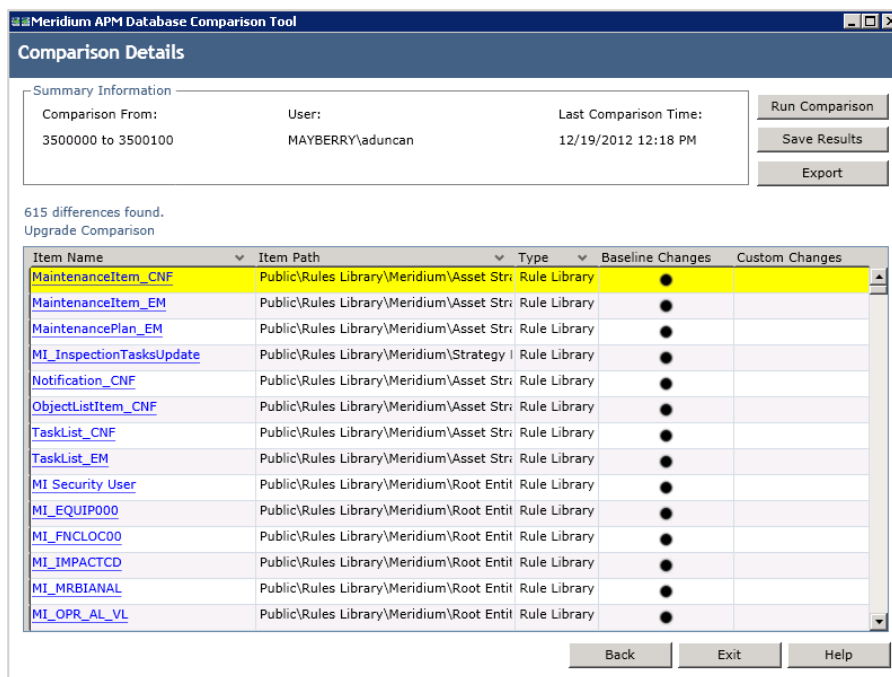 Meridium APM Database Comparison Tool
Comparison Details
Summary Information
Comparison From: User: Last Comparison Time:
3500000 to 3500100 MAYBERRY\aduncan 12/19/2012 12:18 PM
Run Comparison
Save Results
Export
615 differences found.
Upgrade Comparison
Item Name Item Path Type Baseline Changes Custom Changes
MaintenanceItem_CNF Public\Rules Library\Meridium\Asset Stra Rule Library
MaintenanceItem_EM Public\Rules Library\Meridium\Asset Stra Rule Library
MaintenancePlan_EM Public\Rules Library\Meridium\Asset Stra Rule Library
MI_InspectionTasksUpdate Public\Rules Library\Meridium\Strategy Rule Library
Notification_CNF Public\Rules Library\Meridium\Asset Stra Rule Library
ObjectListItem_CNF Public\Rules Library\Meridium\Asset Stra Rule Library
TaskList_CNF Public\Rules Library\Meridium\Asset Stra Rule Library
TaskList_EM Public\Rules Library\Meridium\Asset Stra Rule Library
MI Security User Public\Rules Library\Meridium\Root Entit Rule Library
MI_EQUIP000 Public\Rules Library\Meridium\Root Entit Rule Library
MI_FNCLOC00 Public\Rules Library\Meridium\Root Entit Rule Library
MI_IMPACTCD Public\Rules Library\Meridium\Root Entit Rule Library
MI_MRBIANAL Public\Rules Library\Meridium\Root Entit Rule Library
MI_OPR_AL_VL Public\Rules Library\Meridium\Root Entit Rule Library
Back Exit Help